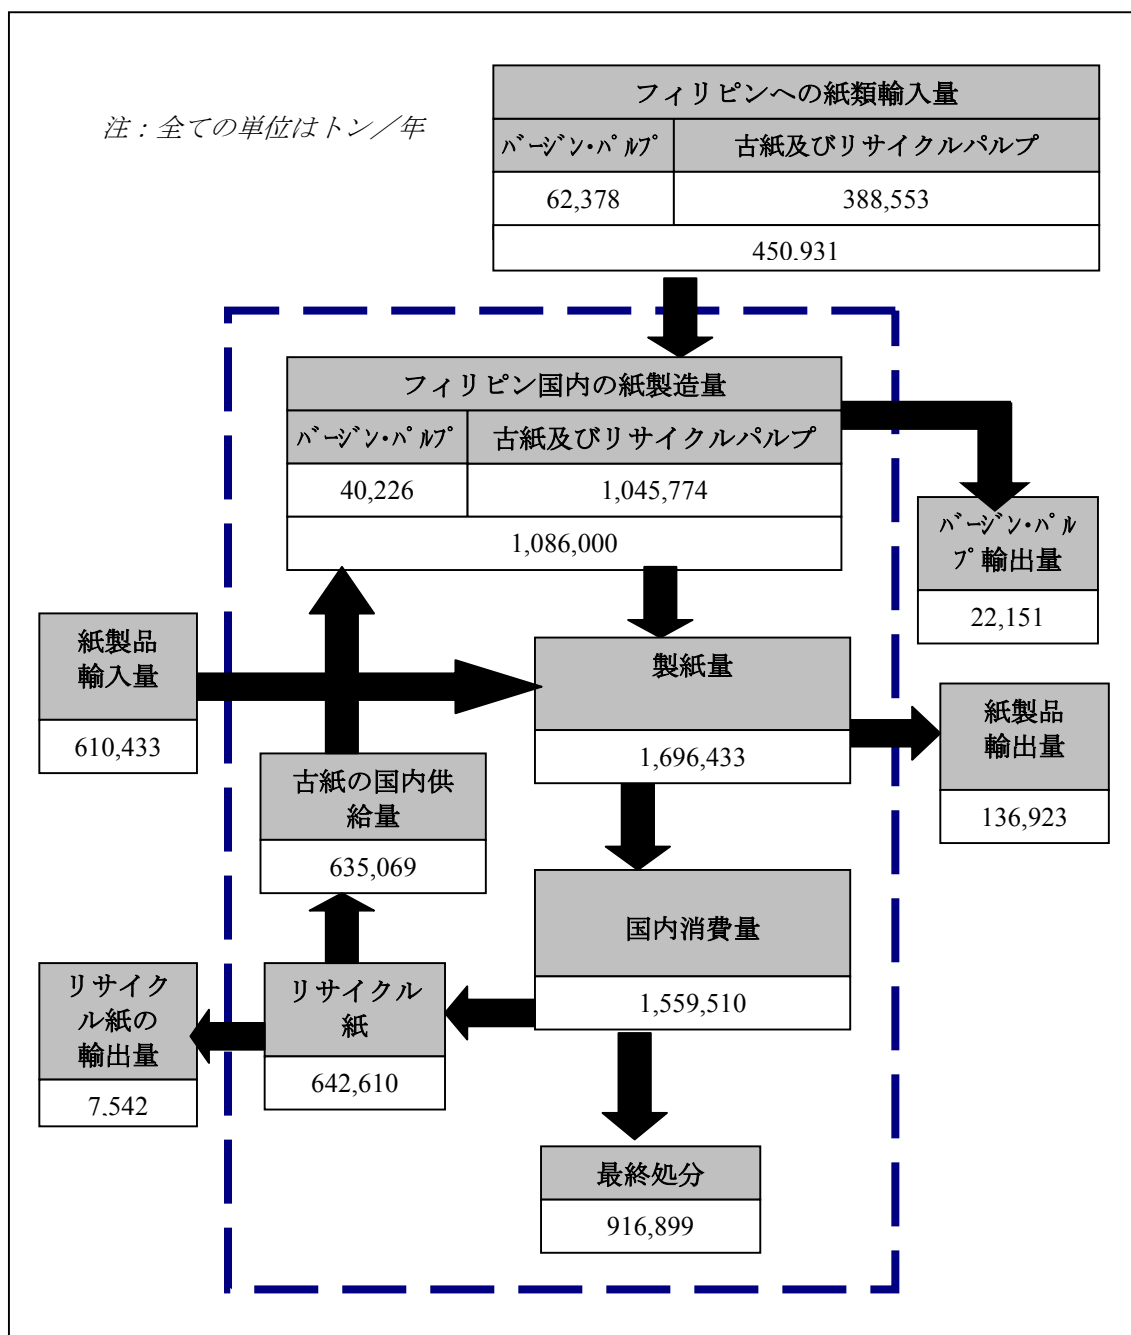 注：全ての単位はトン／年
フィリピンへの紙類輸入量
ﾊﾞｰｼﾞﾝ･ﾊﾟﾙﾌﾟ
古紙及びリサイクルパルプ
62,378
388,553
450,931
フィリピン国内の紙製造量
ﾊﾞｰｼﾞﾝ･ﾊﾟﾙﾌﾟ
古紙及びリサイクルパルプ
40,226
1,045,774
1,086,000
ﾊﾞｰｼﾞﾝ･ﾊﾟﾙ
ﾌﾟ輸出量
22,151
紙製品
輸入量
610,433
製紙量
1,696,433
紙製品
輸出量
136,923
古紙の国内供
給量
635,069
国内消費量
1,559,510
リサイク
ル紙の
輸出量
7,542
リサイクル
紙
642,610
最終処分
916,899